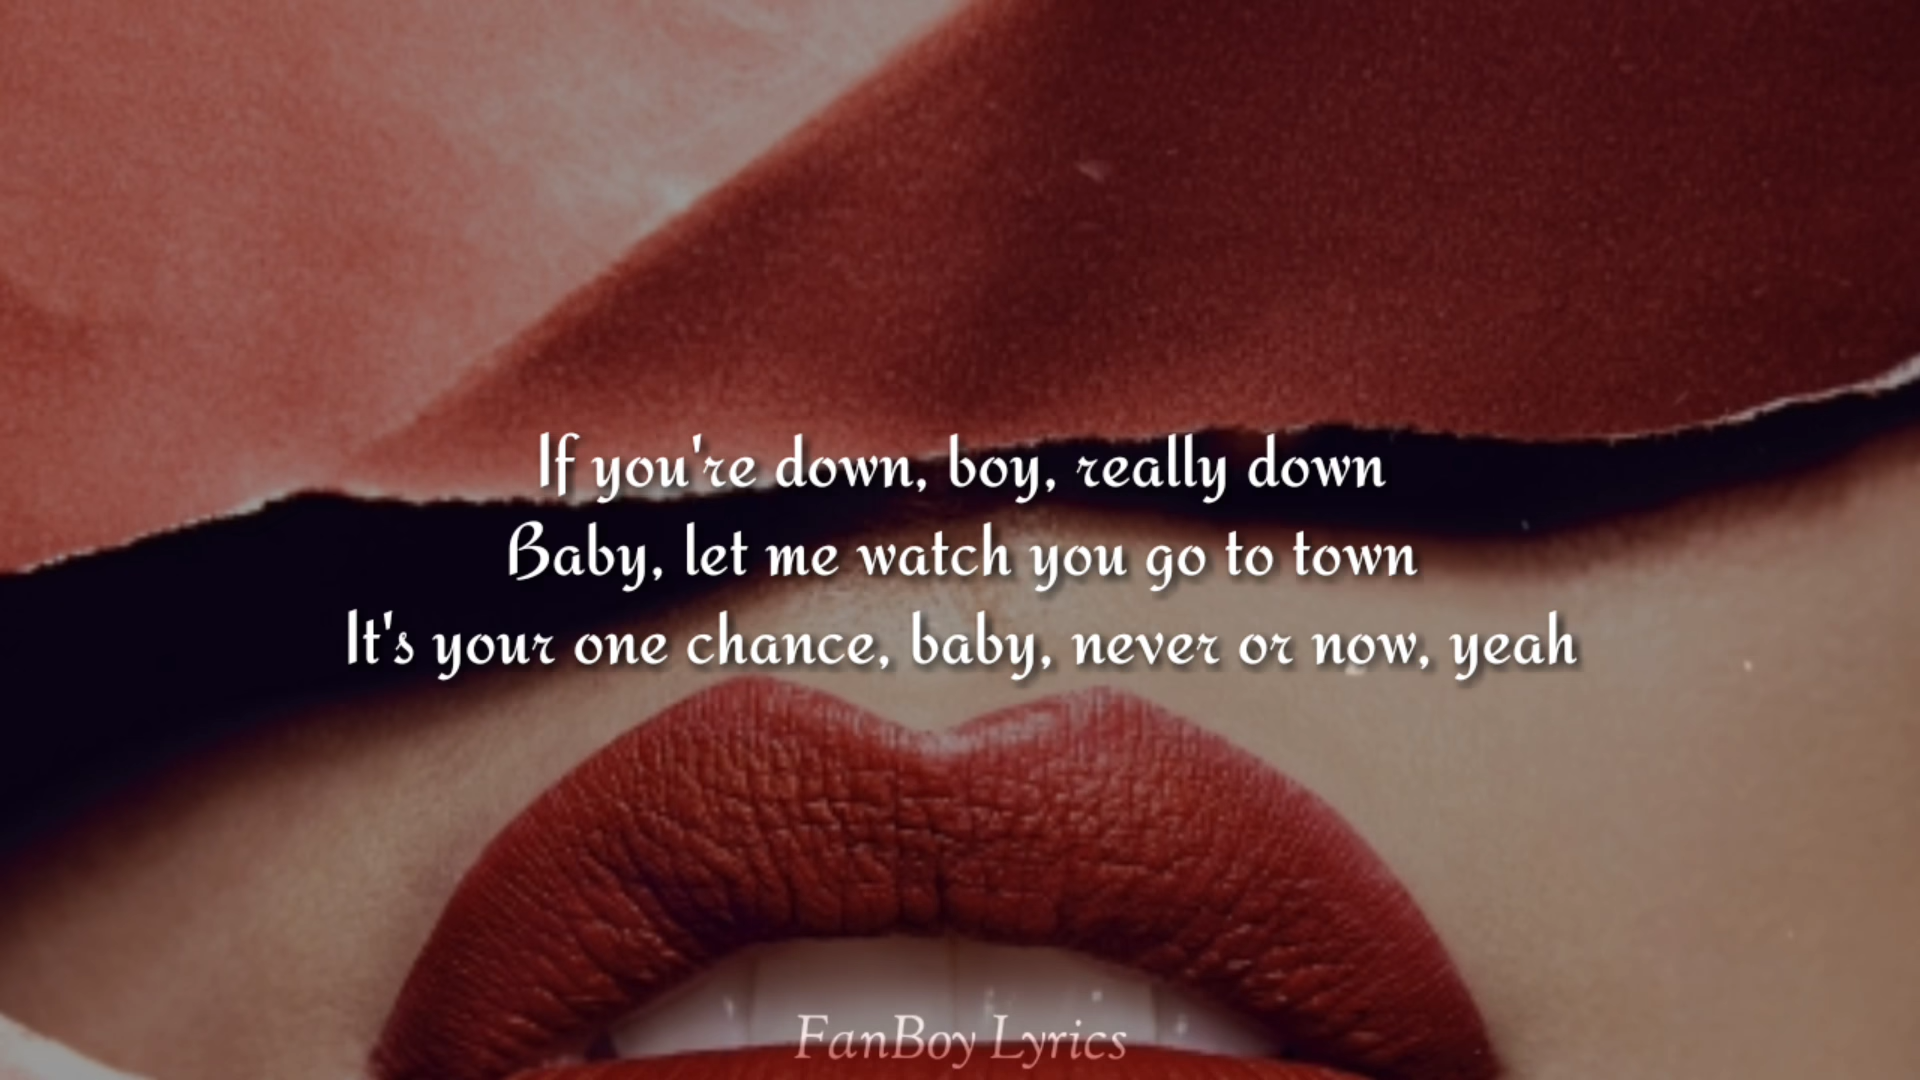 If you're down, boy, really down
Baby, let me watch you go to town
It's your one chance, baby, never or now, yeah
FanBoy Lyrics